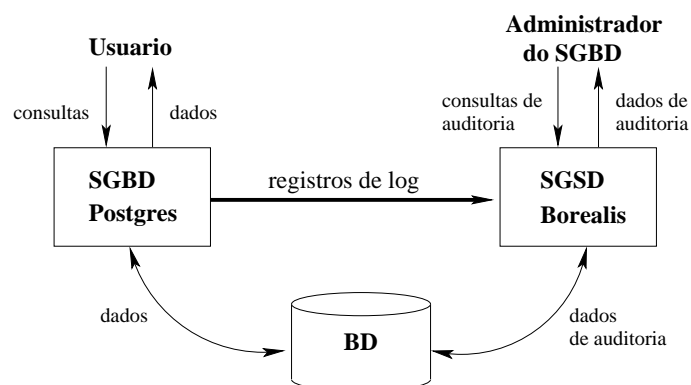 Usuario
Administrador
do SGBD
consultas
dados
consultas de
auditoria
dados de
auditoria
SGBD
Postgres
registros de log
SGSD
Borealis
dados
BD
dados
de auditoria